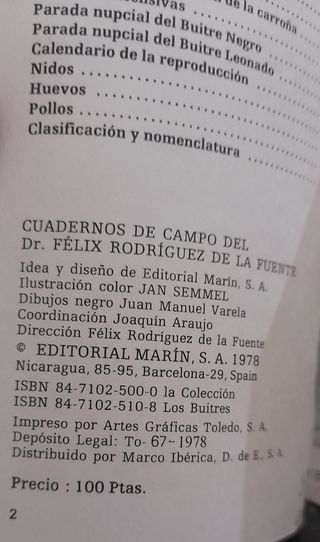 de la carroña
Parada nupcial del Buitre Negro
Parada nupcial del Buitre Leonado
Calendario de la reproducción
Nidos
Huevos
Pollos
Clasificación y nomenclatura
CUADERNOS DE CAMPO DEL
Dr. FÉLIX RODRÍGUEZ DE LA FUENTE
Idea y diseño de Editorial Marín, S. A.
Ilustración color JAN SEMMEL
Dibujos negro Juan Manuel Varela
Coordinación Joaquín Araujo
Dirección Félix Rodríguez de la Fuente
© EDITORIAL MARÍN, S. A. 1978
Nicaragua, 85-95, Barcelona-29, Spain
ISBN 84-7102-500-0 la Colección
ISBN 84-7102-510-8 Los Buitres
Impreso por Artes Gráficas Toledo, S. A.
Depósito Legal: To- 67-1978
Distribuido por Marco Ibérica, D. de E., S. A.
Precio : 100 Ptas.
2